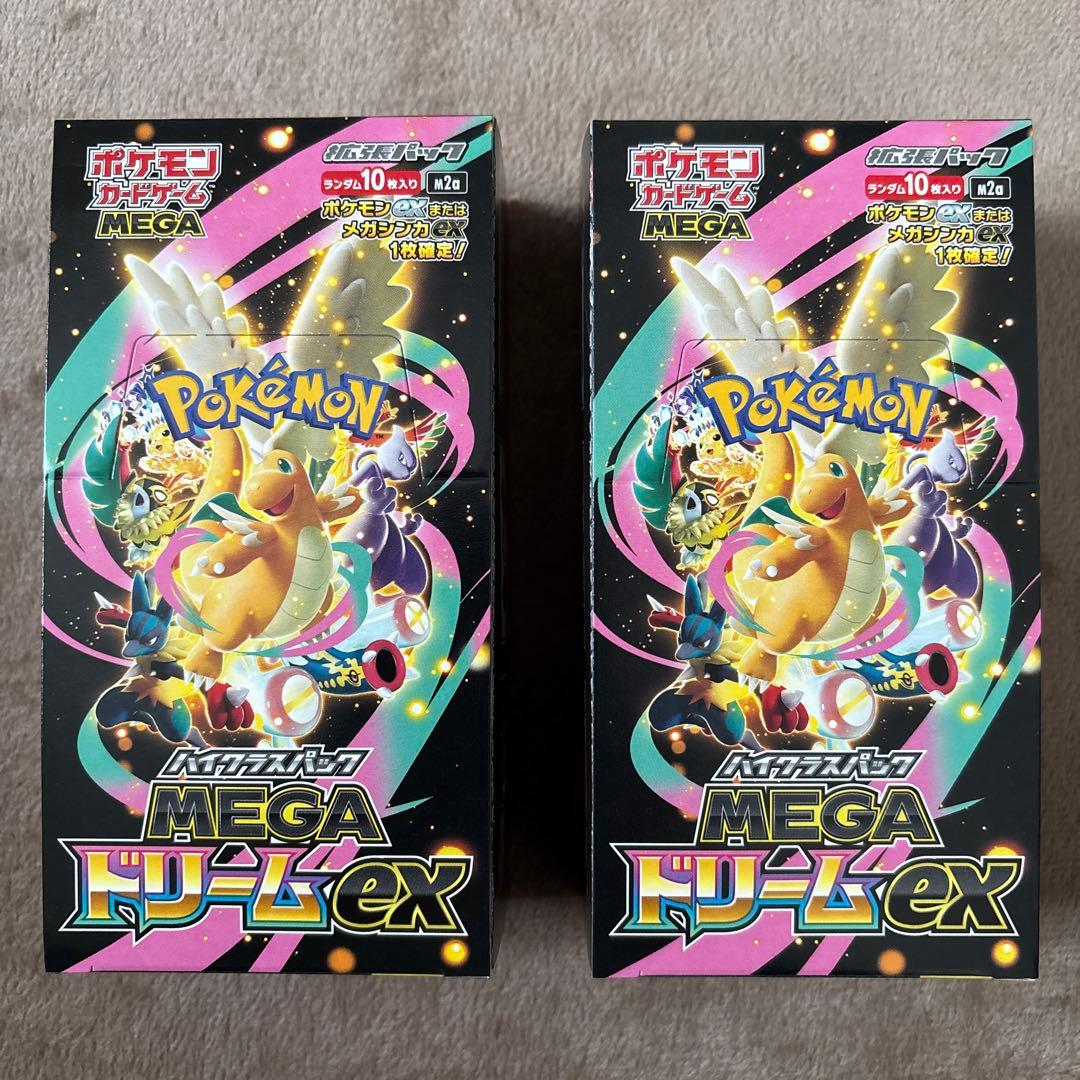 ポケモン
カードゲーム™
MEGA
拡張パック
ランダム10枚入り
M2a
ポケモンexまたは
メガシンカex
1枚確定!
POKéMON™
ハイクラスパック
MEGA
ドリームex
ポケモン
カードゲーム™
MEGA
拡張パック
ランダム10枚入り
M2a
ポケモンexまたは
メガシンカex
1枚確定!
POKéMON™
ハイクラスパック
MEGA
ドリームex